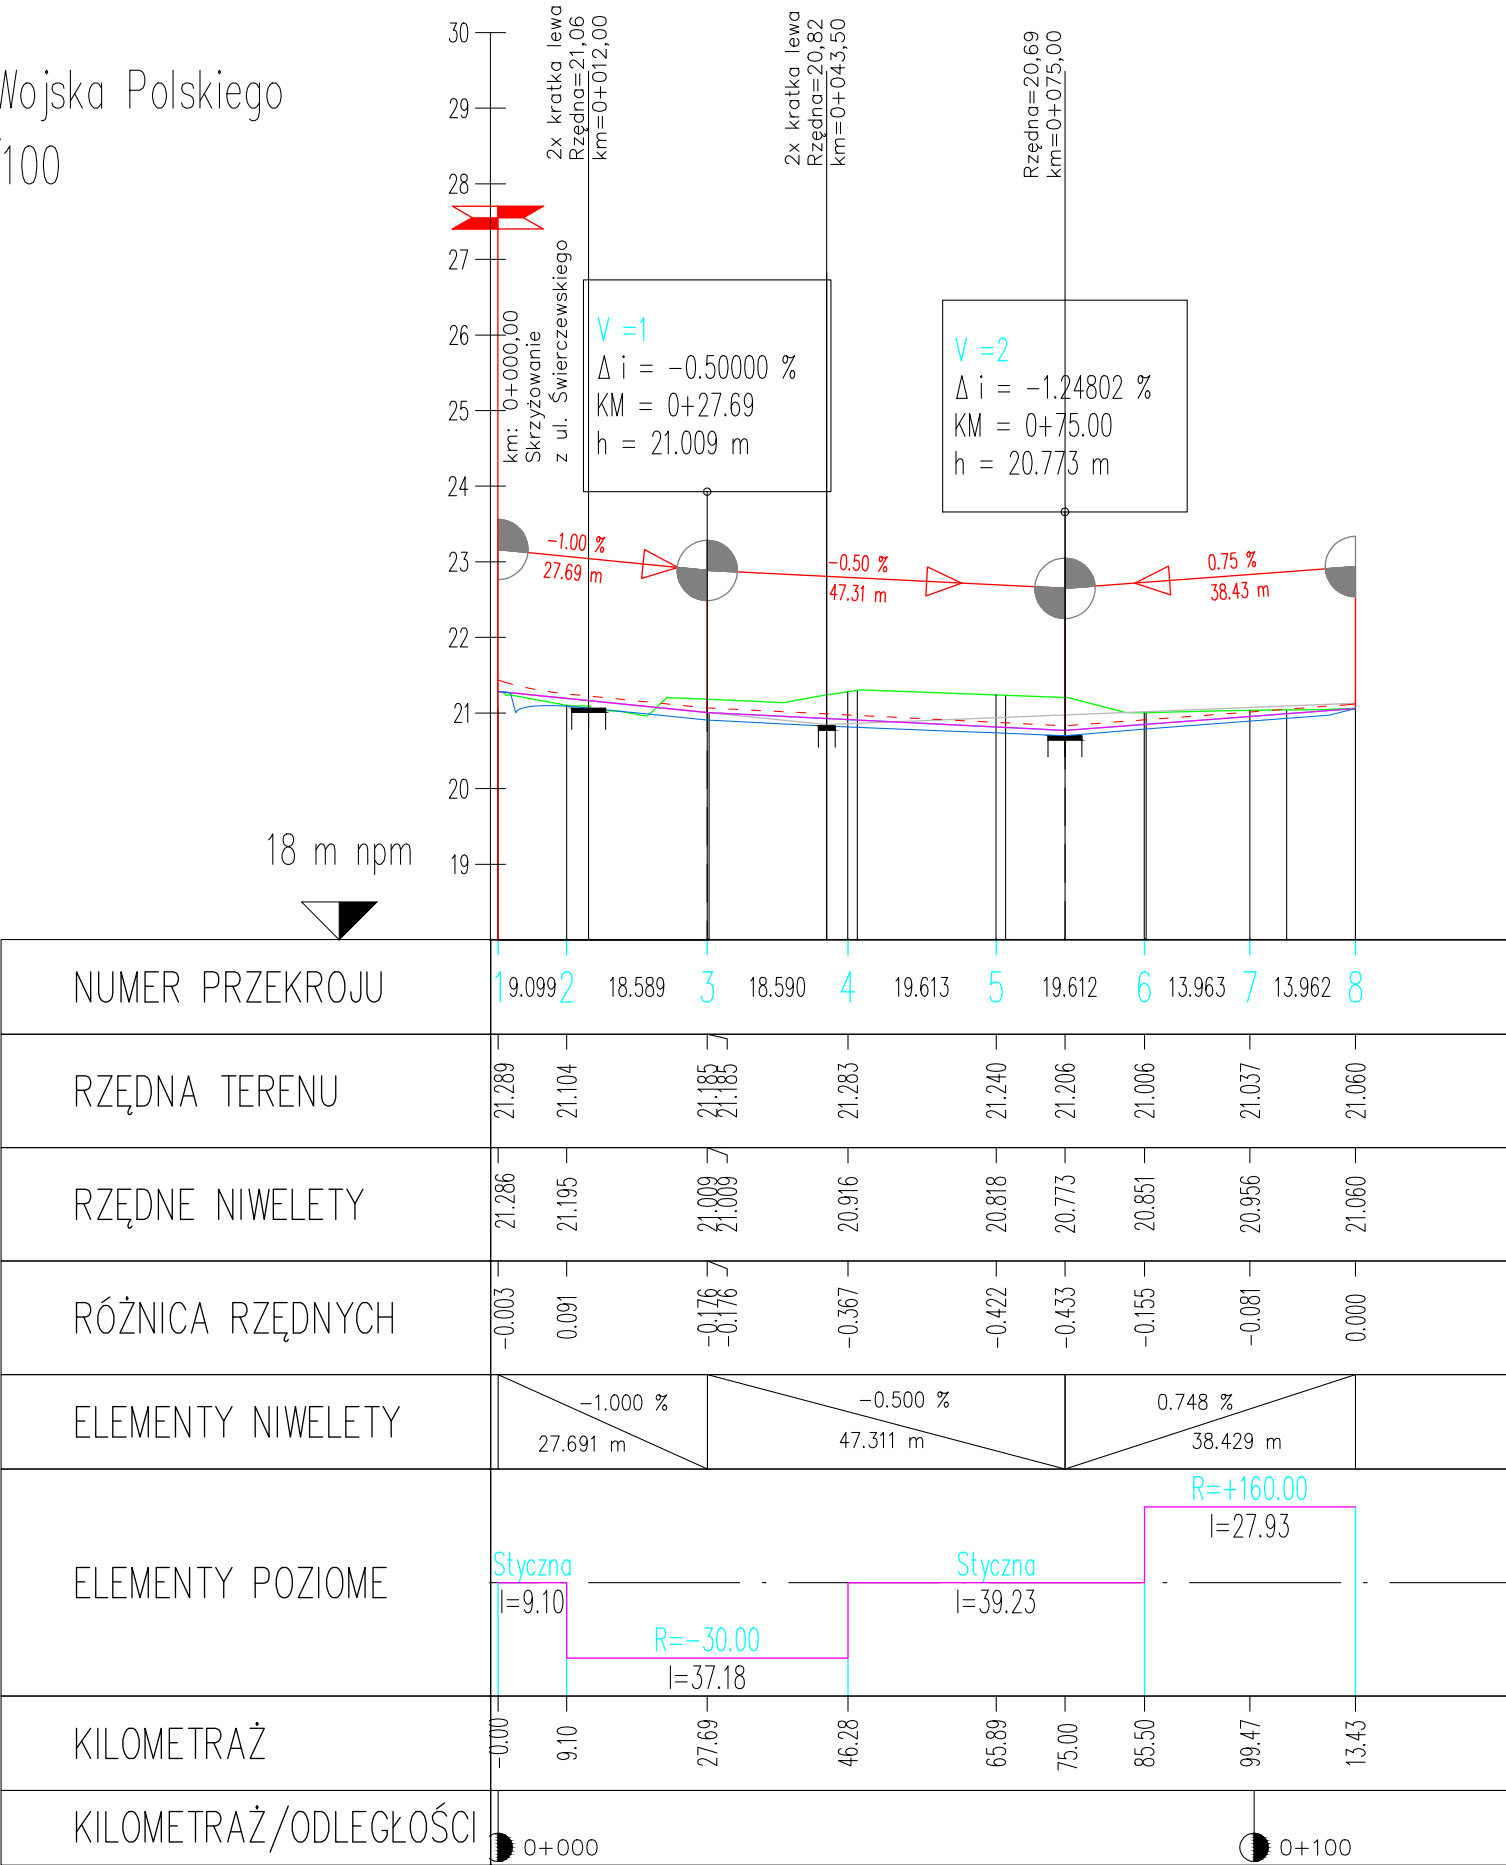 Wojska Polskiego
100
30
29
28
27
26
25
24
23
22
21
20
19
18 m npm
2x kratka lewa
Rzędna=21,06
km=0+012,00
2x kratka lewa
Rzędna=20,82
km=0+043,50
Rzędna=20,69
km=0+075,00
km: 0+000,00
Skrzyżowanie
z ul. Świerczewskiego
V =1
Δ i = -0.50000 %
KM = 0+27.69
h = 21.009 m
V =2
Δ i = -1.24802 %
KM = 0+75.00
h = 20.773 m
-1.00 %
27.69 m
-0.50 %
47.31 m
0.75 %
38.43 m
NUMER PRZEKROJU 1 9.099 2 18.589 3 18.590 4 19.613 5 19.612 6 13.963 7 13.962 8
RZĘDNA TERENU 21.289 21.104 21.185 21.185 21.283 21.240 21.206 21.006 21.037 21.060
RZĘDNE NIWELETY 21.286 21.195 21.009 21.009 20.916 20.818 20.773 20.851 20.956 21.060
RÓŻNICA RZĘDNYCH -0.003 0.091 -0.176 -0.176 -0.367 -0.422 -0.433 -0.155 -0.081 0.000
ELEMENTY NIWELETY
-1.000 %
27.691 m
-0.500 %
47.311 m
0.748 %
38.429 m
ELEMENTY POZIOME
Styczna
l=9.10
R=-30.00
l=37.18
Styczna
l=39.23
R=+160.00
l=27.93
KILOMETRAŻ -0.00 9.10 27.69 46.28 65.89 75.00 85.50 99.47 13.43
KILOMETRAŻ/ODLEGŁOŚCI 0+000 0+100